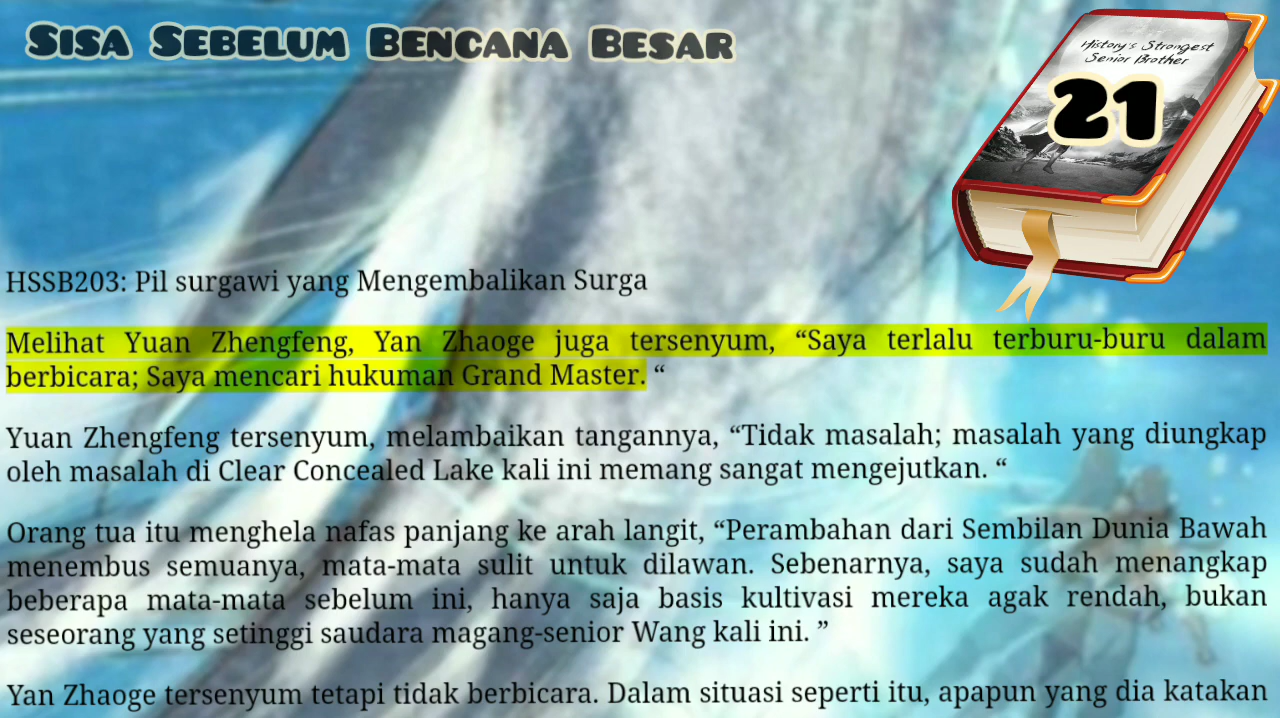 Sisa Sebelum Bencana Besar
History's Strongest
Senior Brother
21
HSSB203: Pil surgawi yang Mengembalikan Surga
Melihat Yuan Zhengfeng, Yan Zhaoge juga tersenyum, “Saya terlalu terburu-buru dalam
berbicara; Saya mencari hukuman Grand Master. “
Yuan Zhengfeng tersenyum, melambaikan tangannya, “Tidak masalah; masalah yang diungkap
oleh masalah di Clear Concealed Lake kali ini memang sangat mengejutkan. “
Orang tua itu menghela nafas panjang ke arah langit, “Perambahan dari Sembilan Dunia Bawah
menembus semuanya, mata-mata sulit untuk dilawan. Sebenarnya, saya sudah menangkap
beberapa mata-mata sebelum ini, hanya saja basis kultivasi mereka agak rendah, bukan
seseorang yang setinggi saudara magang-senior Wang kali ini. ”
Yan Zhaoge tersenyum tetapi tidak berbicara. Dalam situasi seperti itu, apapun yang dia katakan